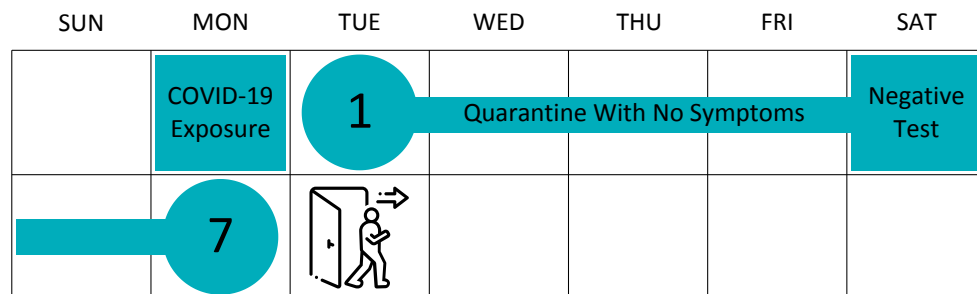 SUN MON TUE WED THU FRI SAT
COVID-19
Exposure
1
Quarantine With No Symptoms
Negative
Test
7